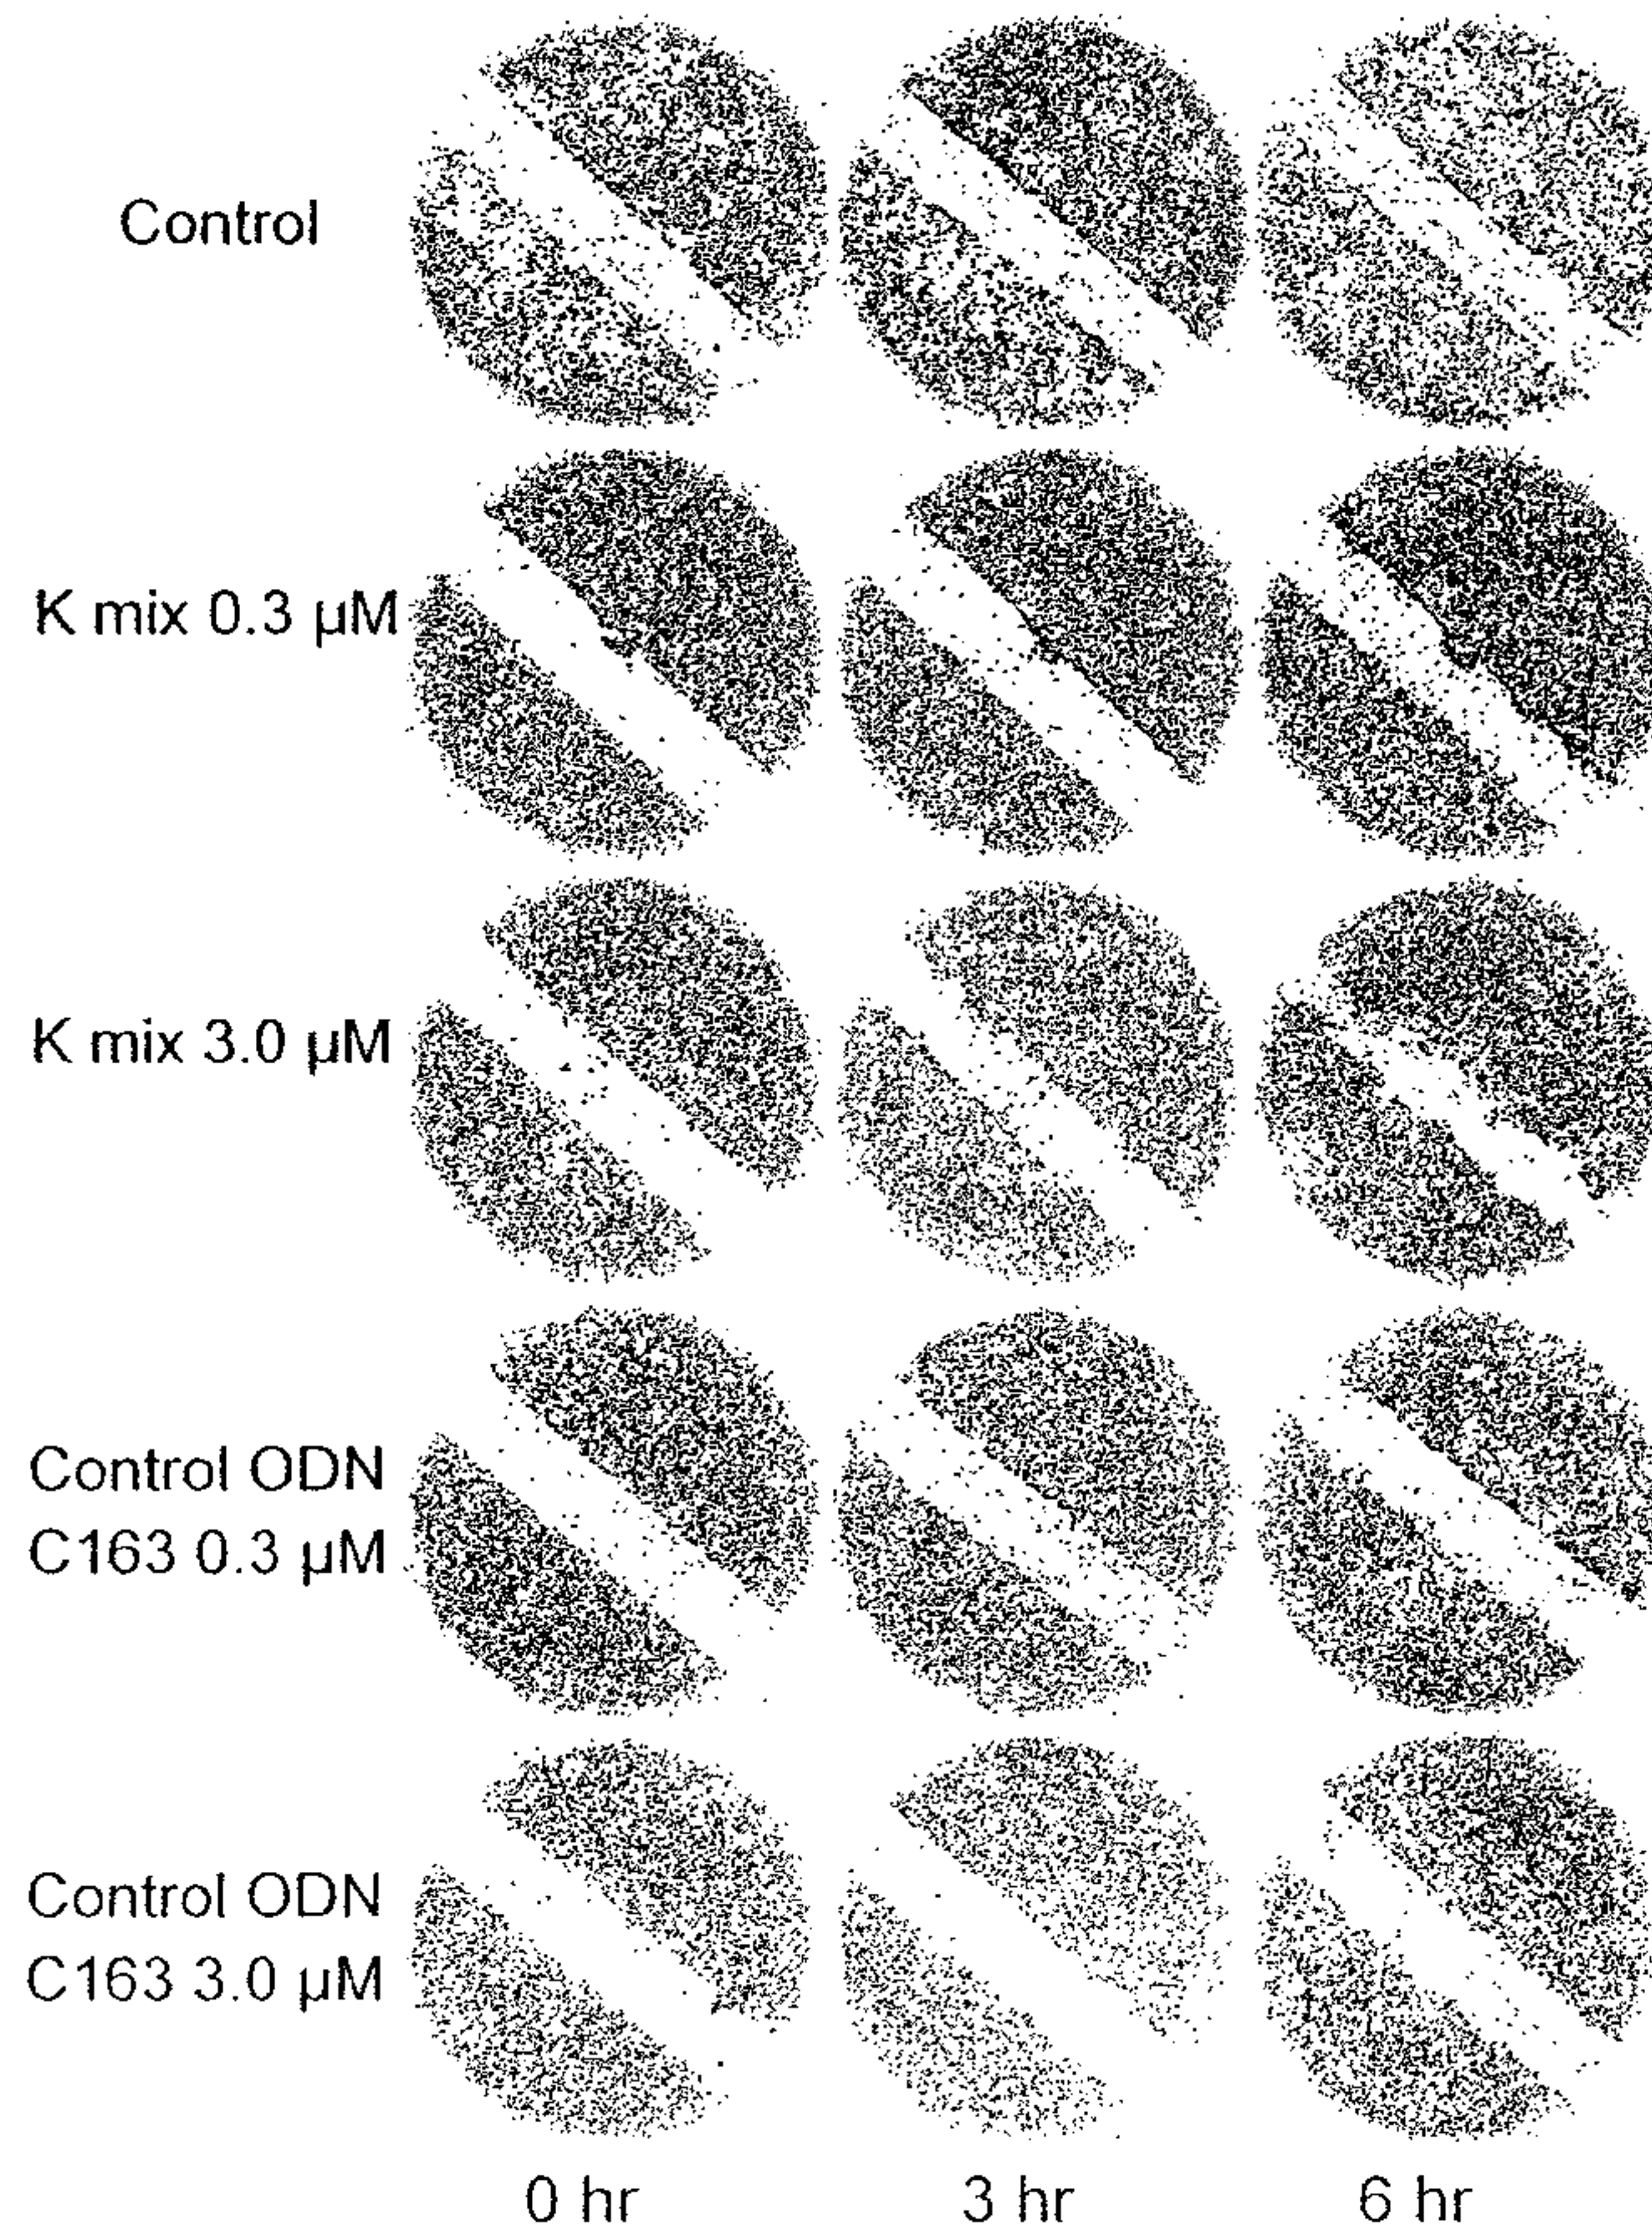 Control
K mix 0.3 µM
K mix 3.0 µM
Control ODN
C163 0.3 µM
Control ODN
C163 3.0 µM
0 hr 3 hr 6 hr